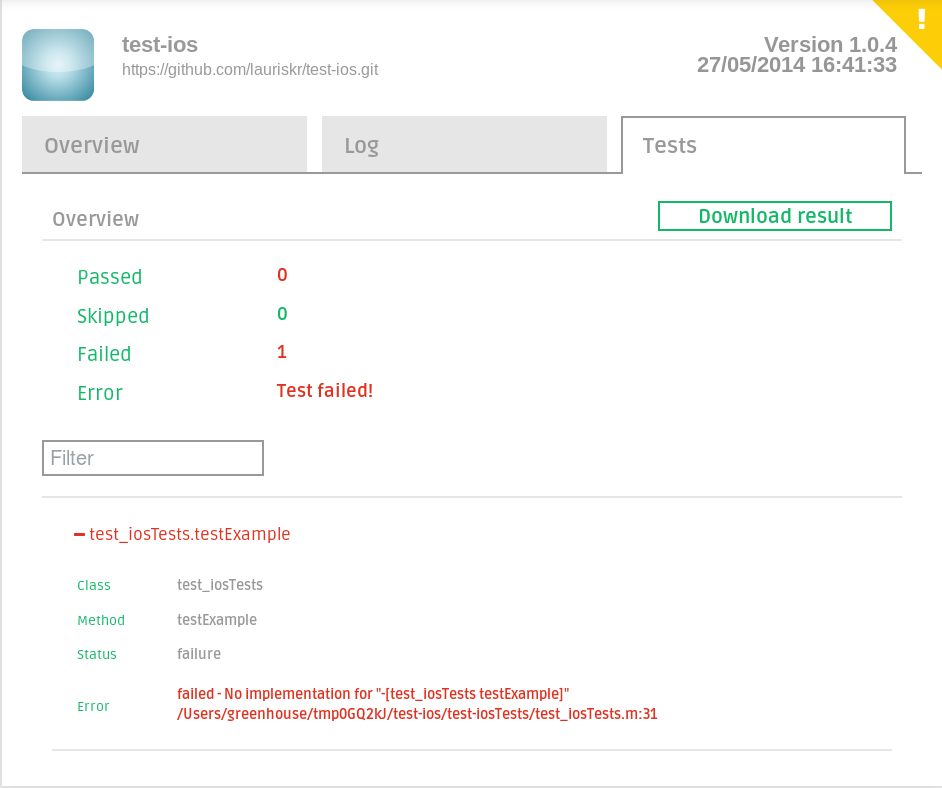 test-ios
https://github.com/lauriskr/test-ios.git
Version 1.0.4
27/05/2014 16:41:33
!
Overview
Log
Tests
Overview
Download result
Passed 0
Skipped 0
Failed 1
Error Test failed!
Filter
test_iosTests.testExample
Class test_iosTests
Method testExample
Status failure
Error failed - No implementation for "-[test_iosTests testExample]"
/Users/greenhouse/tmp0GQ2kJ/test-ios/test-iosTests/test_iosTests.m:31